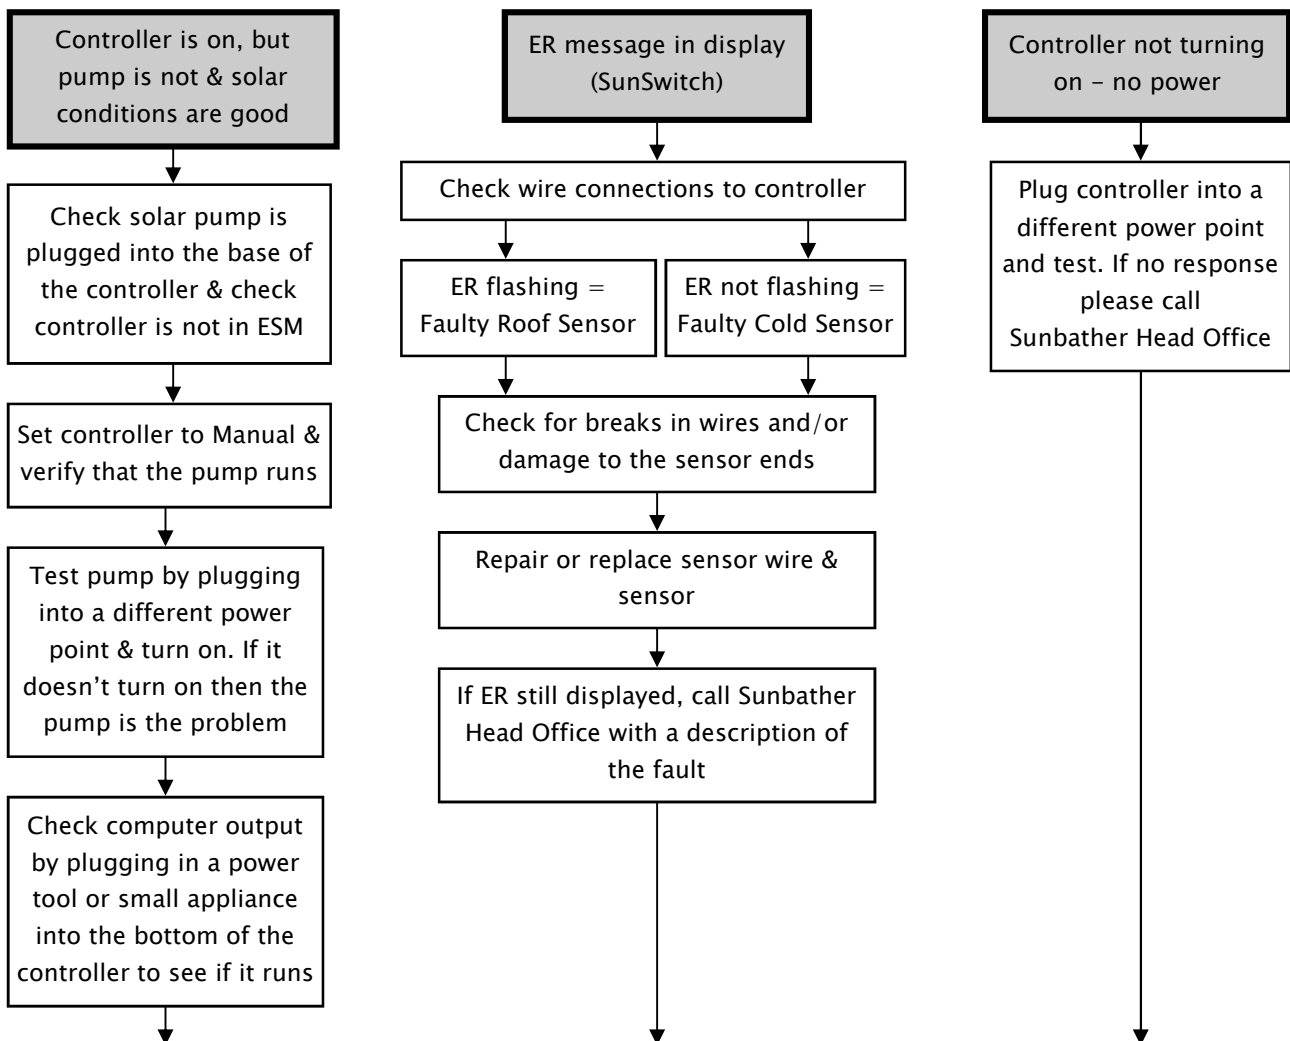 Controller is on, but
pump is not & solar
conditions are good
Check solar pump is
plugged into the base of
the controller & check
controller is not in ESM
Set controller to Manual &
verify that the pump runs
Test pump by plugging
into a different power
point & turn on. If it
doesn't turn on then the
pump is the problem
Check computer output
by plugging in a power
tool or small appliance
into the bottom of the
controller to see if it runs
ER message in display
(SunSwitch)
Check wire connections to controller
ER flashing =
Faulty Roof Sensor
ER not flashing =
Faulty Cold Sensor
Check for breaks in wires and/or
damage to the sensor ends
Repair or replace sensor wire &
sensor
If ER still displayed, call Sunbather
Head Office with a description of
the fault
Controller not turning
on – no power
Plug controller into a
different power point
and test. If no response
please call
Sunbather Head Office